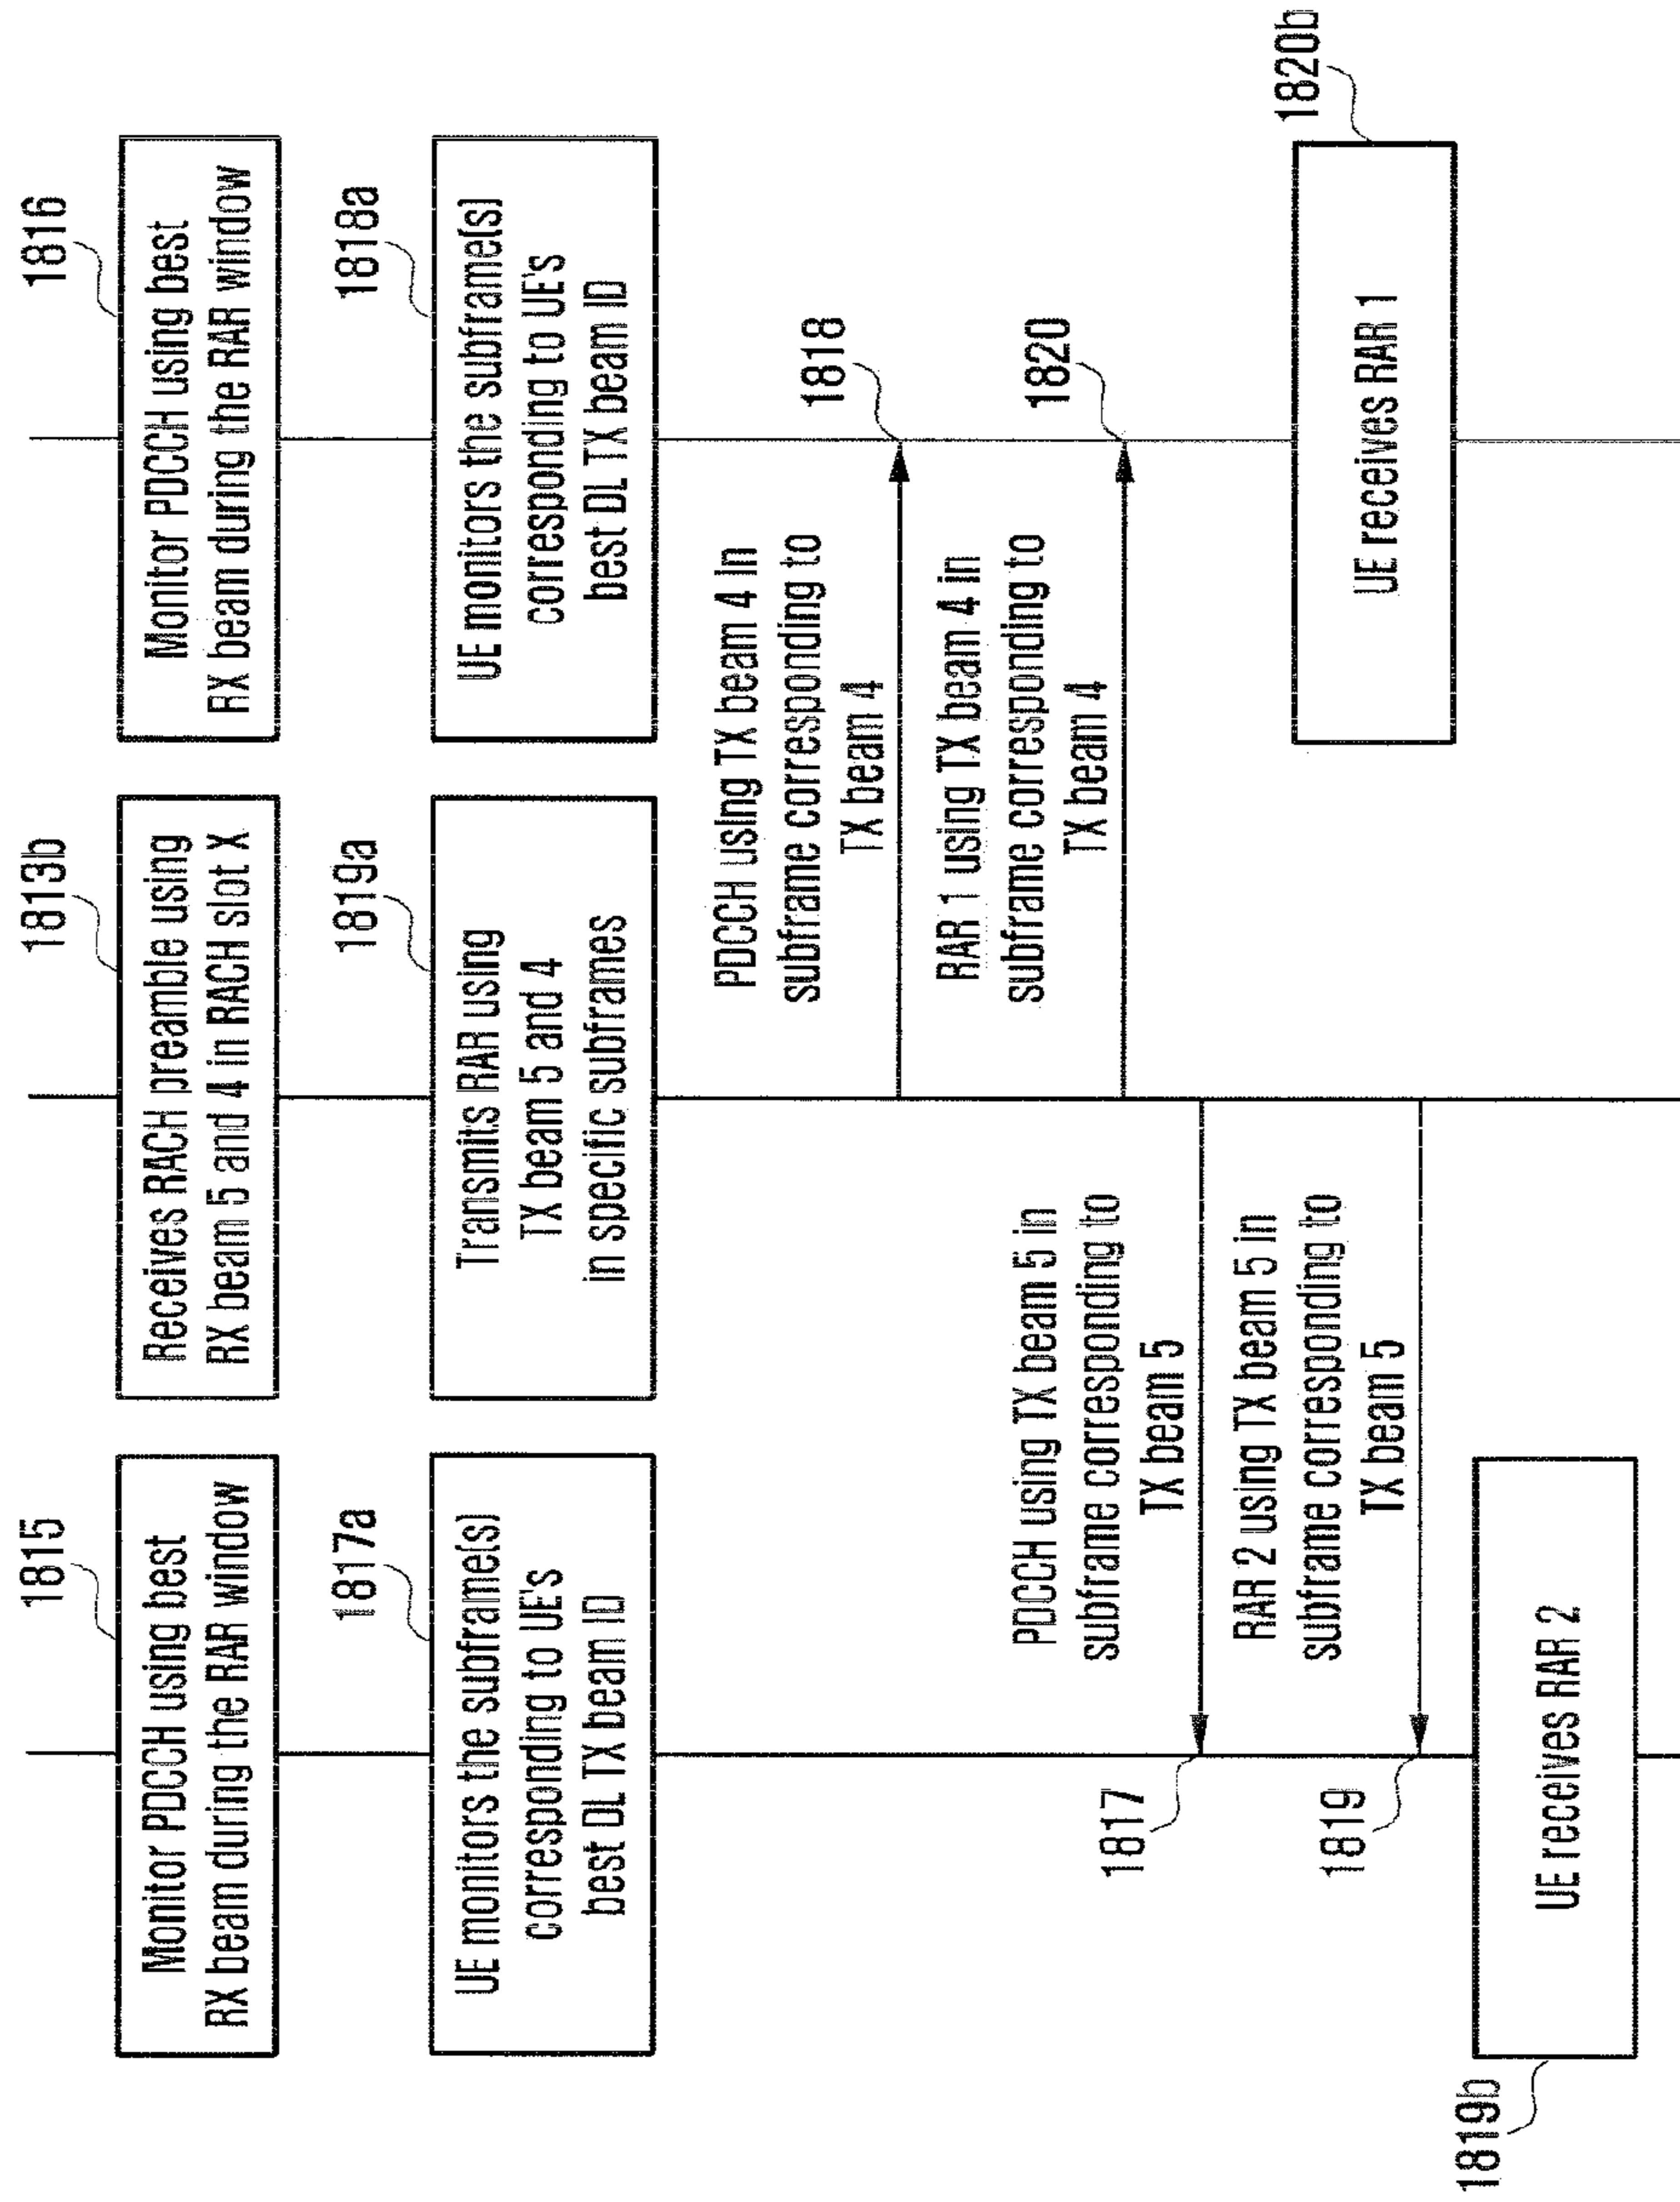 1815
Monitor PDCCH using best
RX beam during the RAR window
1813b
Receives RACH preamble using
RX beam 5 and 4 in RACH slot X
1816
Monitor PDCCH using best
RX beam during the RAR window
1817a
UE monitors the subframe(s)
corresponding to UE's
best DL TX beam ID
1819a
Transmits RAR using
TX beam 5 and 4
in specific subframes
1818a
UE monitors the subframe(s)
corresponding to UE's
best DL TX beam ID
PDCCH using TX beam 4 in
subframe corresponding to
TX beam 4
1818
RAR 1 using TX beam 4 in
subframe corresponding to
TX beam 4
1820
PDCCH using TX beam 5 in
subframe corresponding to
TX beam 5
1817
RAR 2 using TX beam 5 in
subframe corresponding to
TX beam 5
1819
UE receives RAR 1
1820b
UE receives RAR 2
1819b